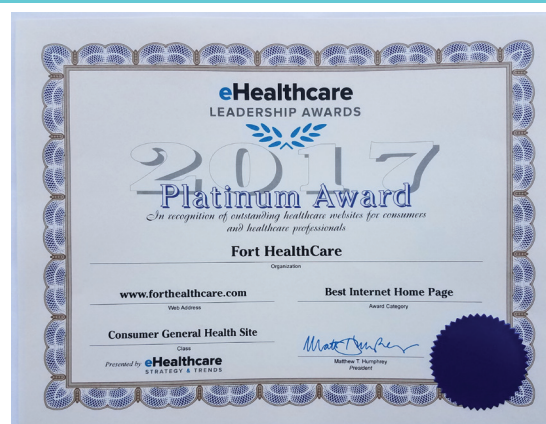 eHealthcare
LEADERSHIP AWARDS
2017
Platinum Award
In recognition of outstanding healthcare websites for consumers
and healthcare professionals
Fort HealthCare
Organization
www.forthealthcare.com
Web Address
Best Internet Home Page
Award Category
Consumer General Health Site
Class
Matthew T. Humphrey
President
Presented by eHealthcare
STRATEGY & TRENDS